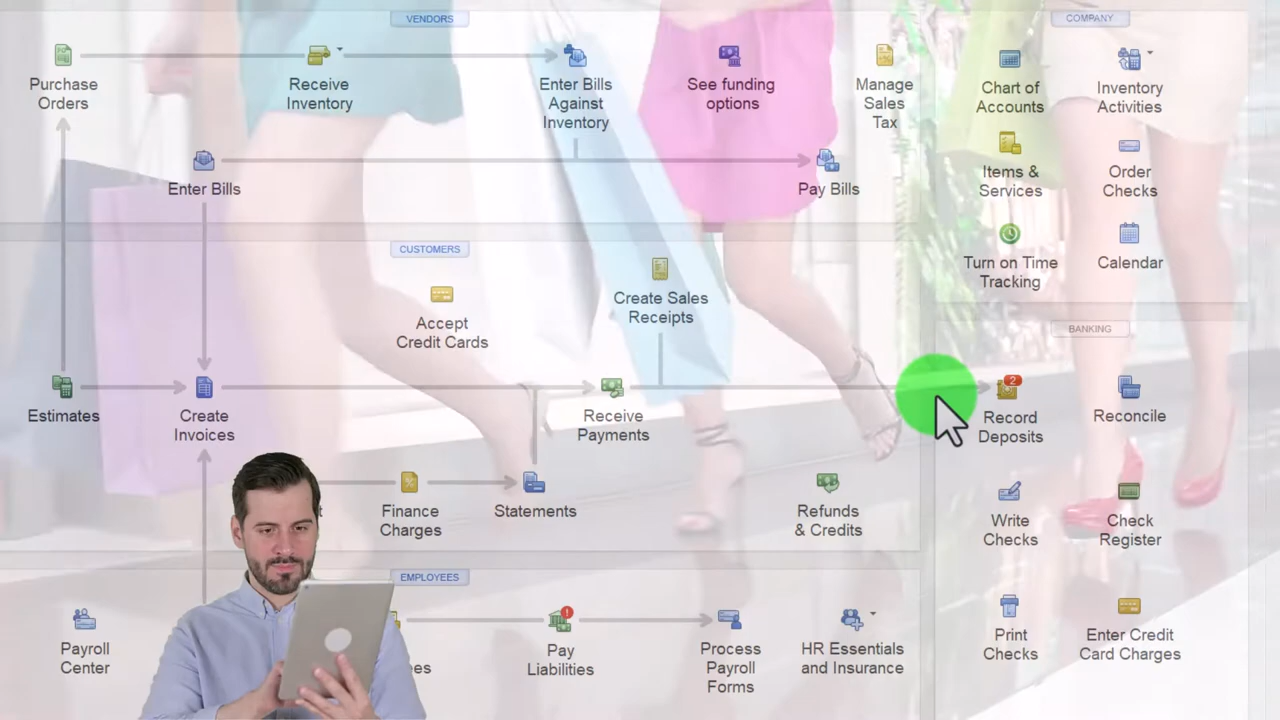 VENDORS
COMPANY
Purchase
Orders
Receive
Inventory
Enter Bills
Against
Inventory
See funding
options
Manage
Sales
Tax
Chart of
Accounts
Inventory
Activities
Enter Bills
Pay Bills
Items &
Services
Order
Checks
CUSTOMERS
Turn on Time
Tracking
Calendar
Accept
Credit Cards
Create Sales
Receipts
BANKING
Estimates
Create
Invoices
Receive
Payments
2
Record
Deposits
Reconcile
Finance
Charges
Statements
Refunds
& Credits
Write
Checks
Check
Register
EMPLOYEES
Payroll
Center
Pay
Liabilities
Process
Payroll
Forms
HR Essentials
and Insurance
Print
Checks
Enter Credit
Card Charges